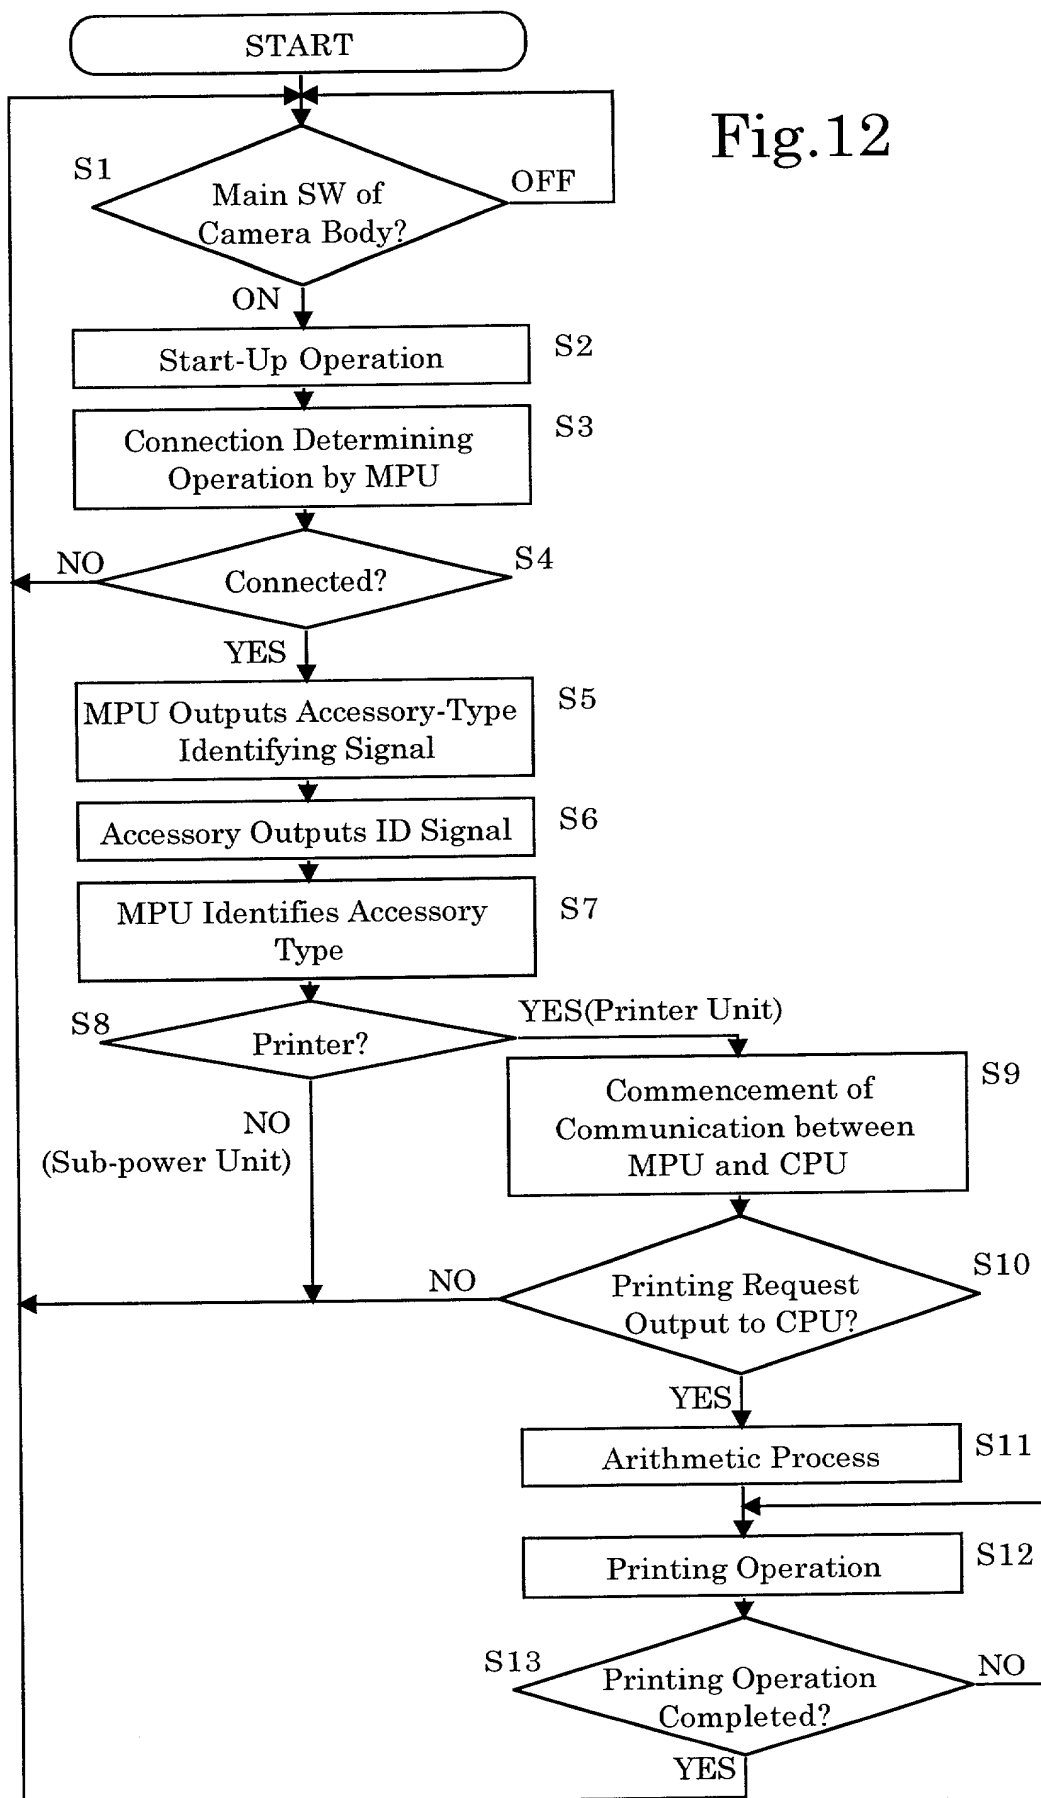 START
Fig.12
S1
Main SW of
Camera Body?
OFF
ON
Start-Up Operation
S2
Connection Determining
Operation by MPU
S3
NO
Connected?
S4
YES
MPU Outputs Accessory-Type
Identifying Signal
S5
Accessory Outputs ID Signal
S6
MPU Identifies Accessory
Type
S7
S8
Printer?
YES(Printer Unit)
NO
(Sub-power Unit)
Commencement of
Communication between
MPU and CPU
S9
NO
Printing Request
Output to CPU?
S10
YES
Arithmetic Process
S11
Printing Operation
S12
S13
Printing Operation
Completed?
NO
YES